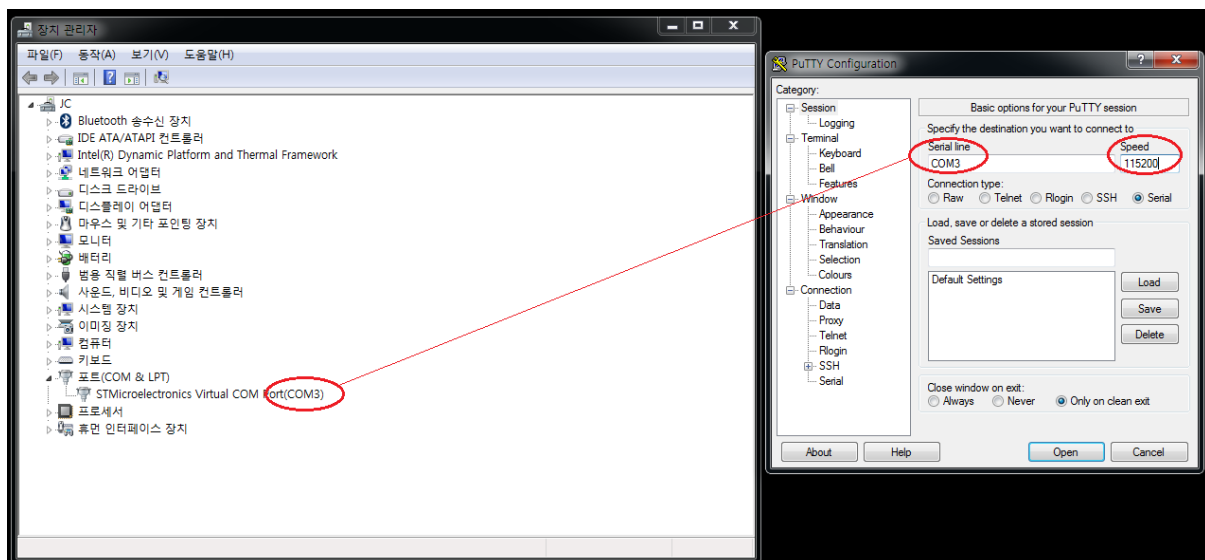 장치 관리자
파일(F) 동작(A) 보기(V) 도움말(H)
JC
Bluetooth 송수신 장치
IDE ATA/ATAPI 컨트롤러
Intel(R) Dynamic Platform and Thermal Framework
네트워크 어댑터
디스크 드라이브
디스플레이 어댑터
마우스 및 기타 포인팅 장치
모니터
배터리
범용 직렬 버스 컨트롤러
사운드, 비디오 및 게임 컨트롤러
시스템 장치
이미징 장치
컴퓨터
키보드
포트(COM & LPT)
STMicroelectronics Virtual COM Port(COM3)
프로세서
휴먼 인터페이스 장치
PuTTY Configuration
Category:
Session
Logging
Terminal
Keyboard
Bell
Features
Window
Appearance
Behaviour
Translation
Selection
Colours
Connection
Data
Proxy
Telnet
Rlogin
SSH
Serial
Basic options for your PuTTY session
Specify the destination you want to connect to
Serial line Speed
COM3 115200
Connection type:
Raw Telnet Rlogin SSH Serial
Load, save or delete a stored session
Saved Sessions
Default Settings
Load
Save
Delete
Close window on exit:
Always Never Only on clean exit
About Help Open Cancel